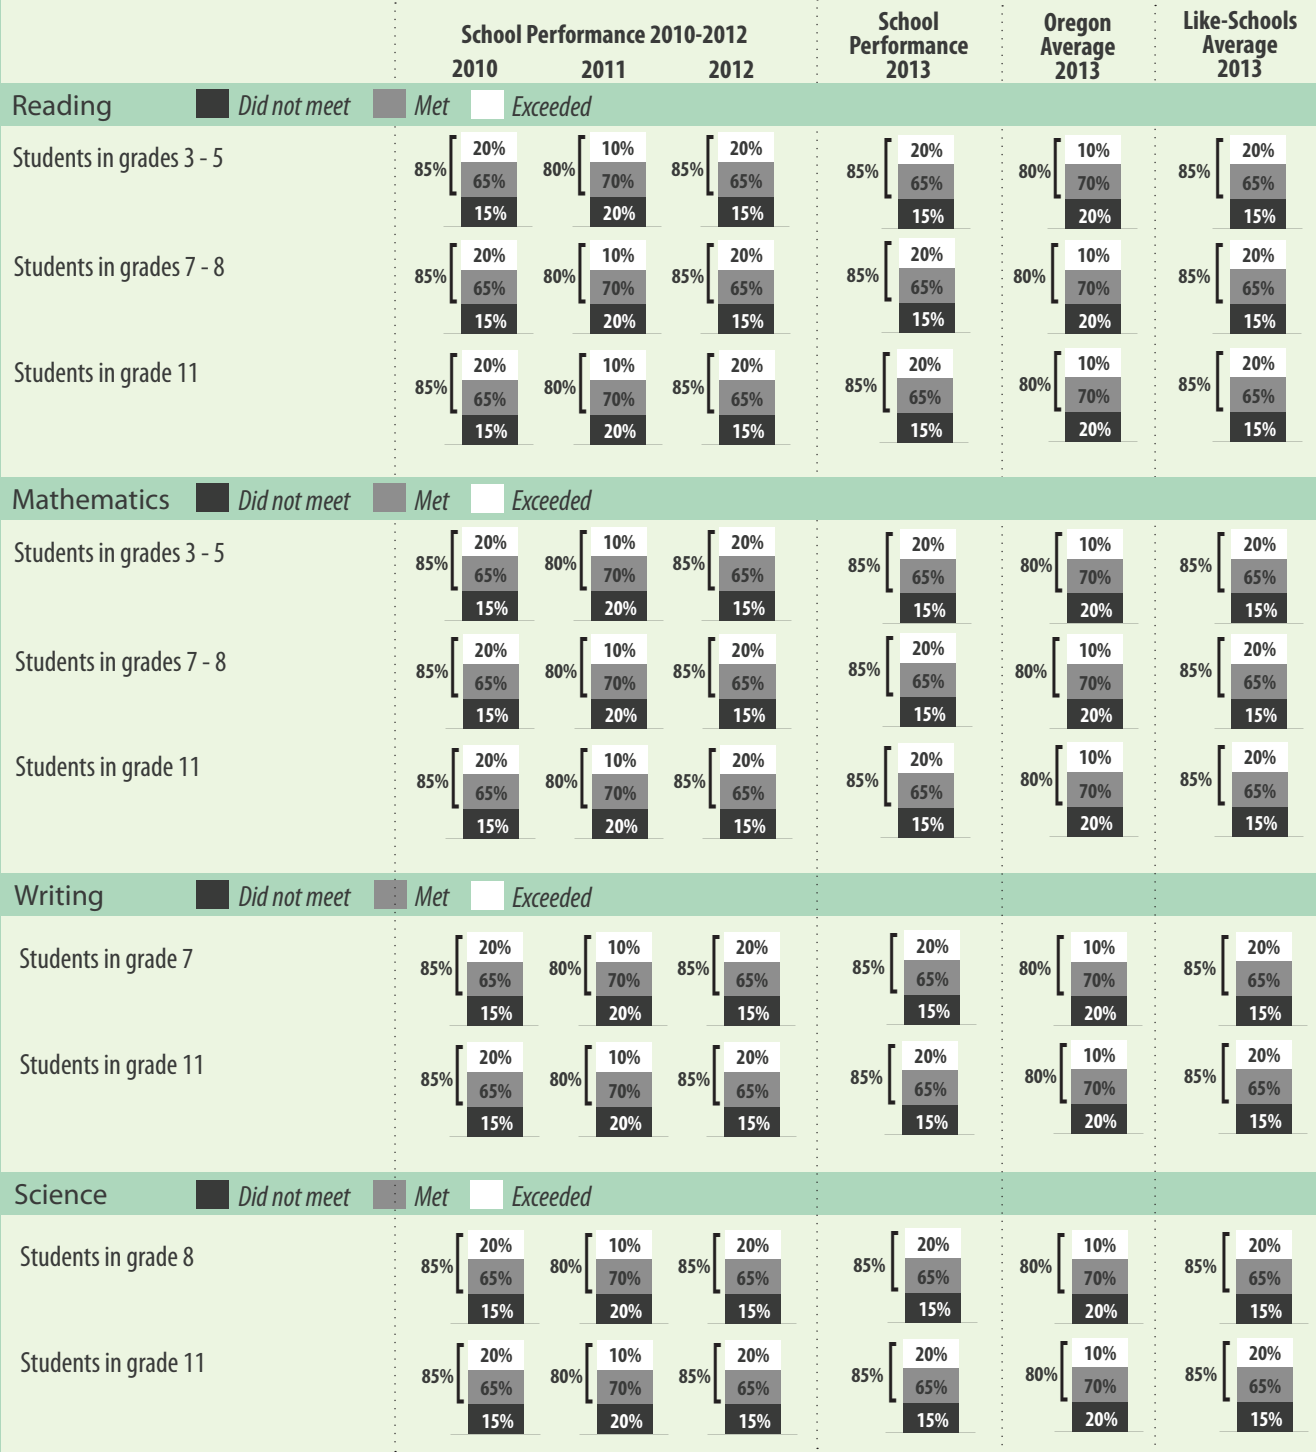 School Performance 2010-2012
2010 2011 2012
School
Performance
2013
Oregon
Average
2013
Like-Schools
Average
2013
Reading Did not meet Met Exceeded
Students in grades 3 - 5
20% 10% 20% 20% 10% 20%
85% 80% 85% 85% 80% 85%
65% 70% 65% 65% 70% 65%
15% 20% 15% 15% 20% 15%
Students in grades 7 - 8
20% 10% 20% 20% 10% 20%
85% 80% 85% 85% 80% 85%
65% 70% 65% 65% 70% 65%
15% 20% 15% 15% 20% 15%
Students in grade 11
20% 10% 20% 20% 10% 20%
85% 80% 85% 85% 80% 85%
65% 70% 65% 65% 70% 65%
15% 20% 15% 15% 20% 15%
Mathematics Did not meet Met Exceeded
Students in grades 3 - 5
20% 10% 20% 20% 10% 20%
85% 80% 85% 85% 80% 85%
65% 70% 65% 65% 70% 65%
15% 20% 15% 15% 20% 15%
Students in grades 7 - 8
20% 10% 20% 20% 10% 20%
85% 80% 85% 85% 80% 85%
65% 70% 65% 65% 70% 65%
15% 20% 15% 15% 20% 15%
Students in grade 11
20% 10% 20% 20% 10% 20%
85% 80% 85% 85% 80% 85%
65% 70% 65% 65% 70% 65%
15% 20% 15% 15% 20% 15%
Writing Did not meet Met Exceeded
Students in grade 7
20% 10% 20% 20% 10% 20%
85% 80% 85% 85% 80% 85%
65% 70% 65% 65% 70% 65%
15% 20% 15% 15% 20% 15%
Students in grade 11
20% 10% 20% 20% 10% 20%
85% 80% 85% 85% 80% 85%
65% 70% 65% 65% 70% 65%
15% 20% 15% 15% 20% 15%
Science Did not meet Met Exceeded
Students in grade 8
20% 10% 20% 20% 10% 20%
85% 80% 85% 85% 80% 85%
65% 70% 65% 65% 70% 65%
15% 20% 15% 15% 20% 15%
Students in grade 11
20% 10% 20% 20% 10% 20%
85% 80% 85% 85% 80% 85%
65% 70% 65% 65% 70% 65%
15% 20% 15% 15% 20% 15%